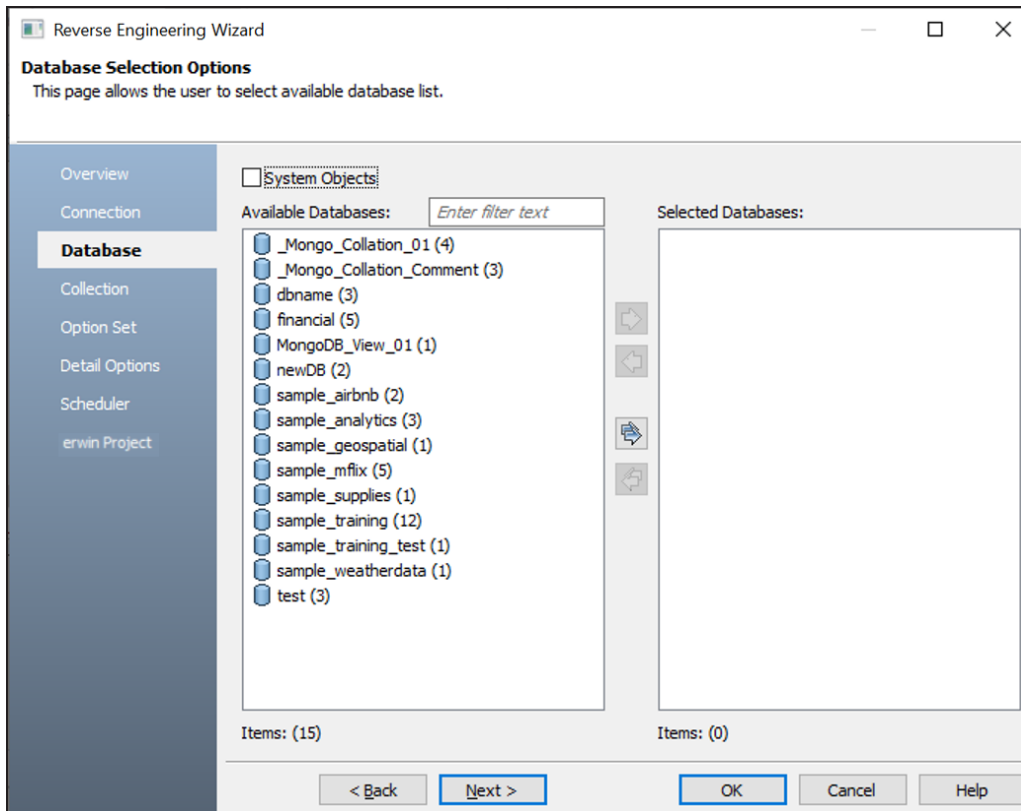 Reverse Engineering Wizard
Database Selection Options
This page allows the user to select available database list.
Overview
Connection
Database
Collection
Option Set
Detail Options
Scheduler
erwin Project
System Objects
Available Databases:
Enter filter text
_Mongo_Collation_01 (4)
_Mongo_Collation_Comment (3)
dbname (3)
financial (5)
MongoDB_View_01 (1)
newDB (2)
sample_airbnb (2)
sample_analytics (3)
sample_geospatial (1)
sample_mflix (5)
sample_supplies (1)
sample_training (12)
sample_training_test (1)
sample_weatherdata (1)
test (3)
Items: (15)
Selected Databases:
Items: (0)
< Back
Next >
OK
Cancel
Help